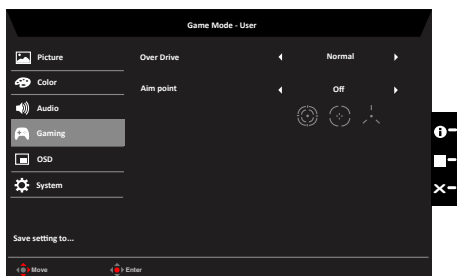 Game Mode - User
Picture
Over Drive
Normal
Color
Aim point
Off
Audio
Gaming
OSD
System
Save setting to...
Move
Enter